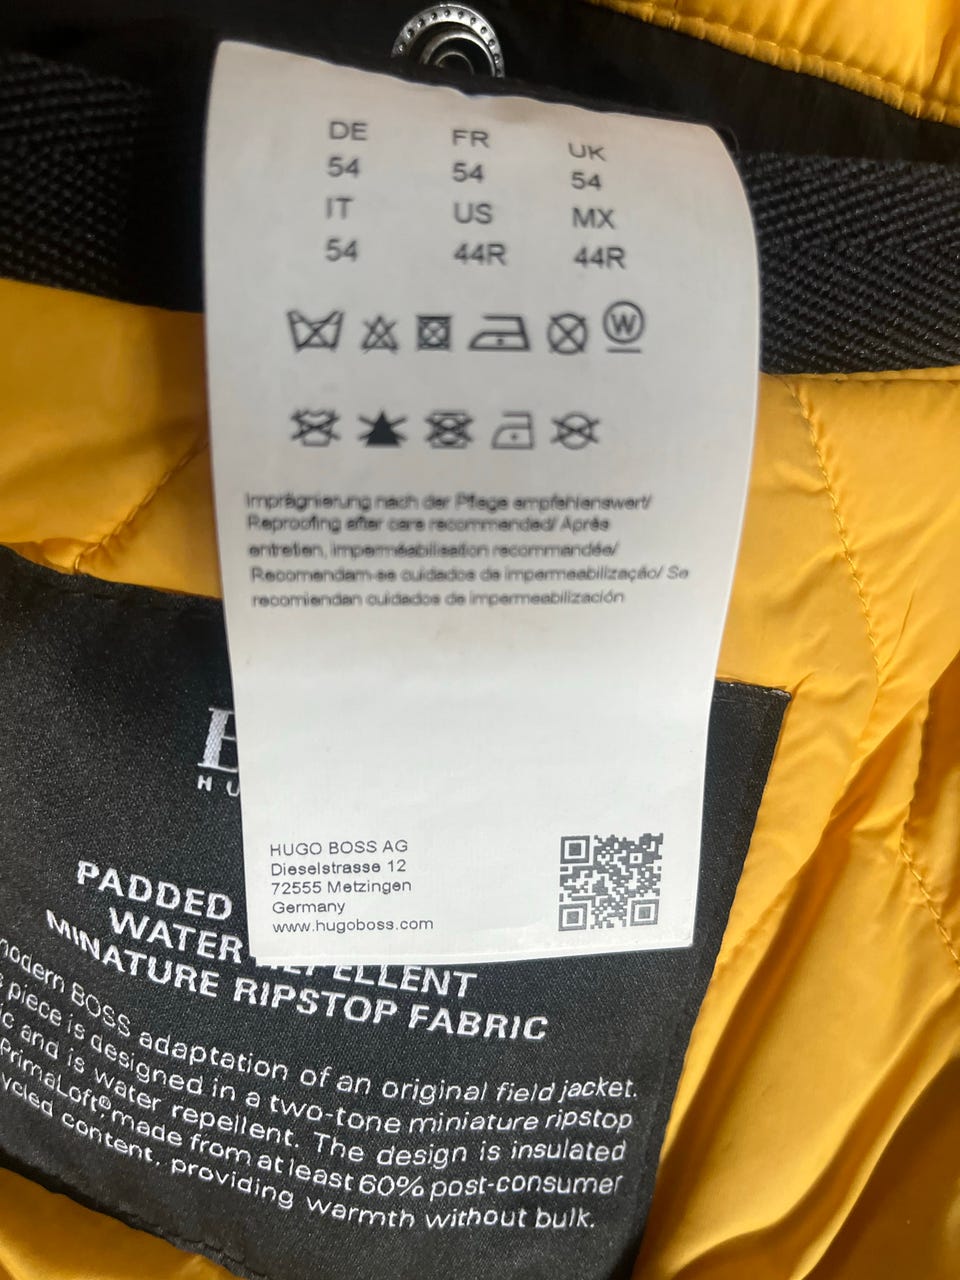 DE FR UK
54 54 54
IT US MX
54 44R 44R
W
Imprägnierung nach der Pflege empfehlenswert/
Reproofing after care recommended/ Après
entretien, imperméabilisation recommandée/
Recomendam-se cuidados de impermeabilização/ Se
recomiendan cuidados de impermeabilización
HUGO BOSS AG
Dieselstrasse 12
72555 Metzingen
Germany
www.hugoboss.com
PADDED
WATER REPELLENT
MINATURE RIPSTOP FABRIC
modern BOSS adaptation of an original field jacket.
piece is designed in a two-tone miniature ripstop
and is water repellent. The design is insulated
PrimaLoft® made from at least 60% post-consumer
content, providing warmth without bulk.